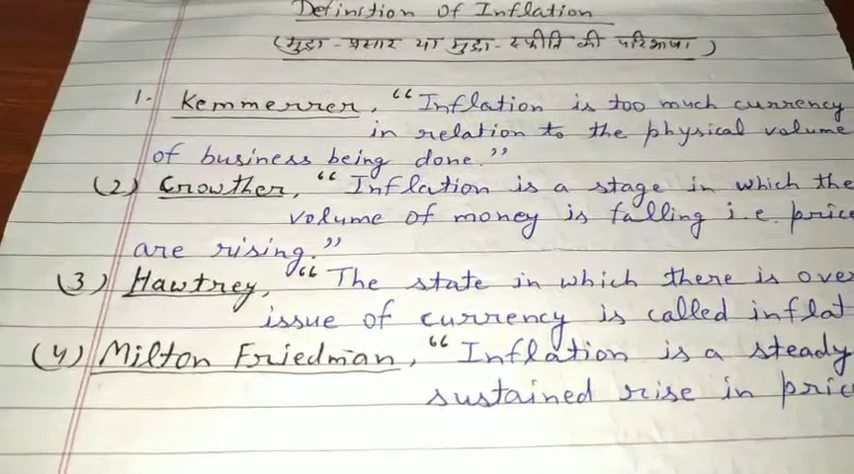 Definition Of Inflation
(मुद्रा - प्रसार या मुद्रा - स्फीति की परिभाषा)
1. Kemmerrer, “Inflation is too much currency
in relation to the physical volume
of business being done.”
(2) Crowther, “Inflation is a stage in which the
volume of money is falling i.e. price
are rising.”
(3) Hawtrey, “The state in which there is over
issue of currency is called inflat
(4) Milton Friedman, “Inflation is a steady
sustained rise in pric